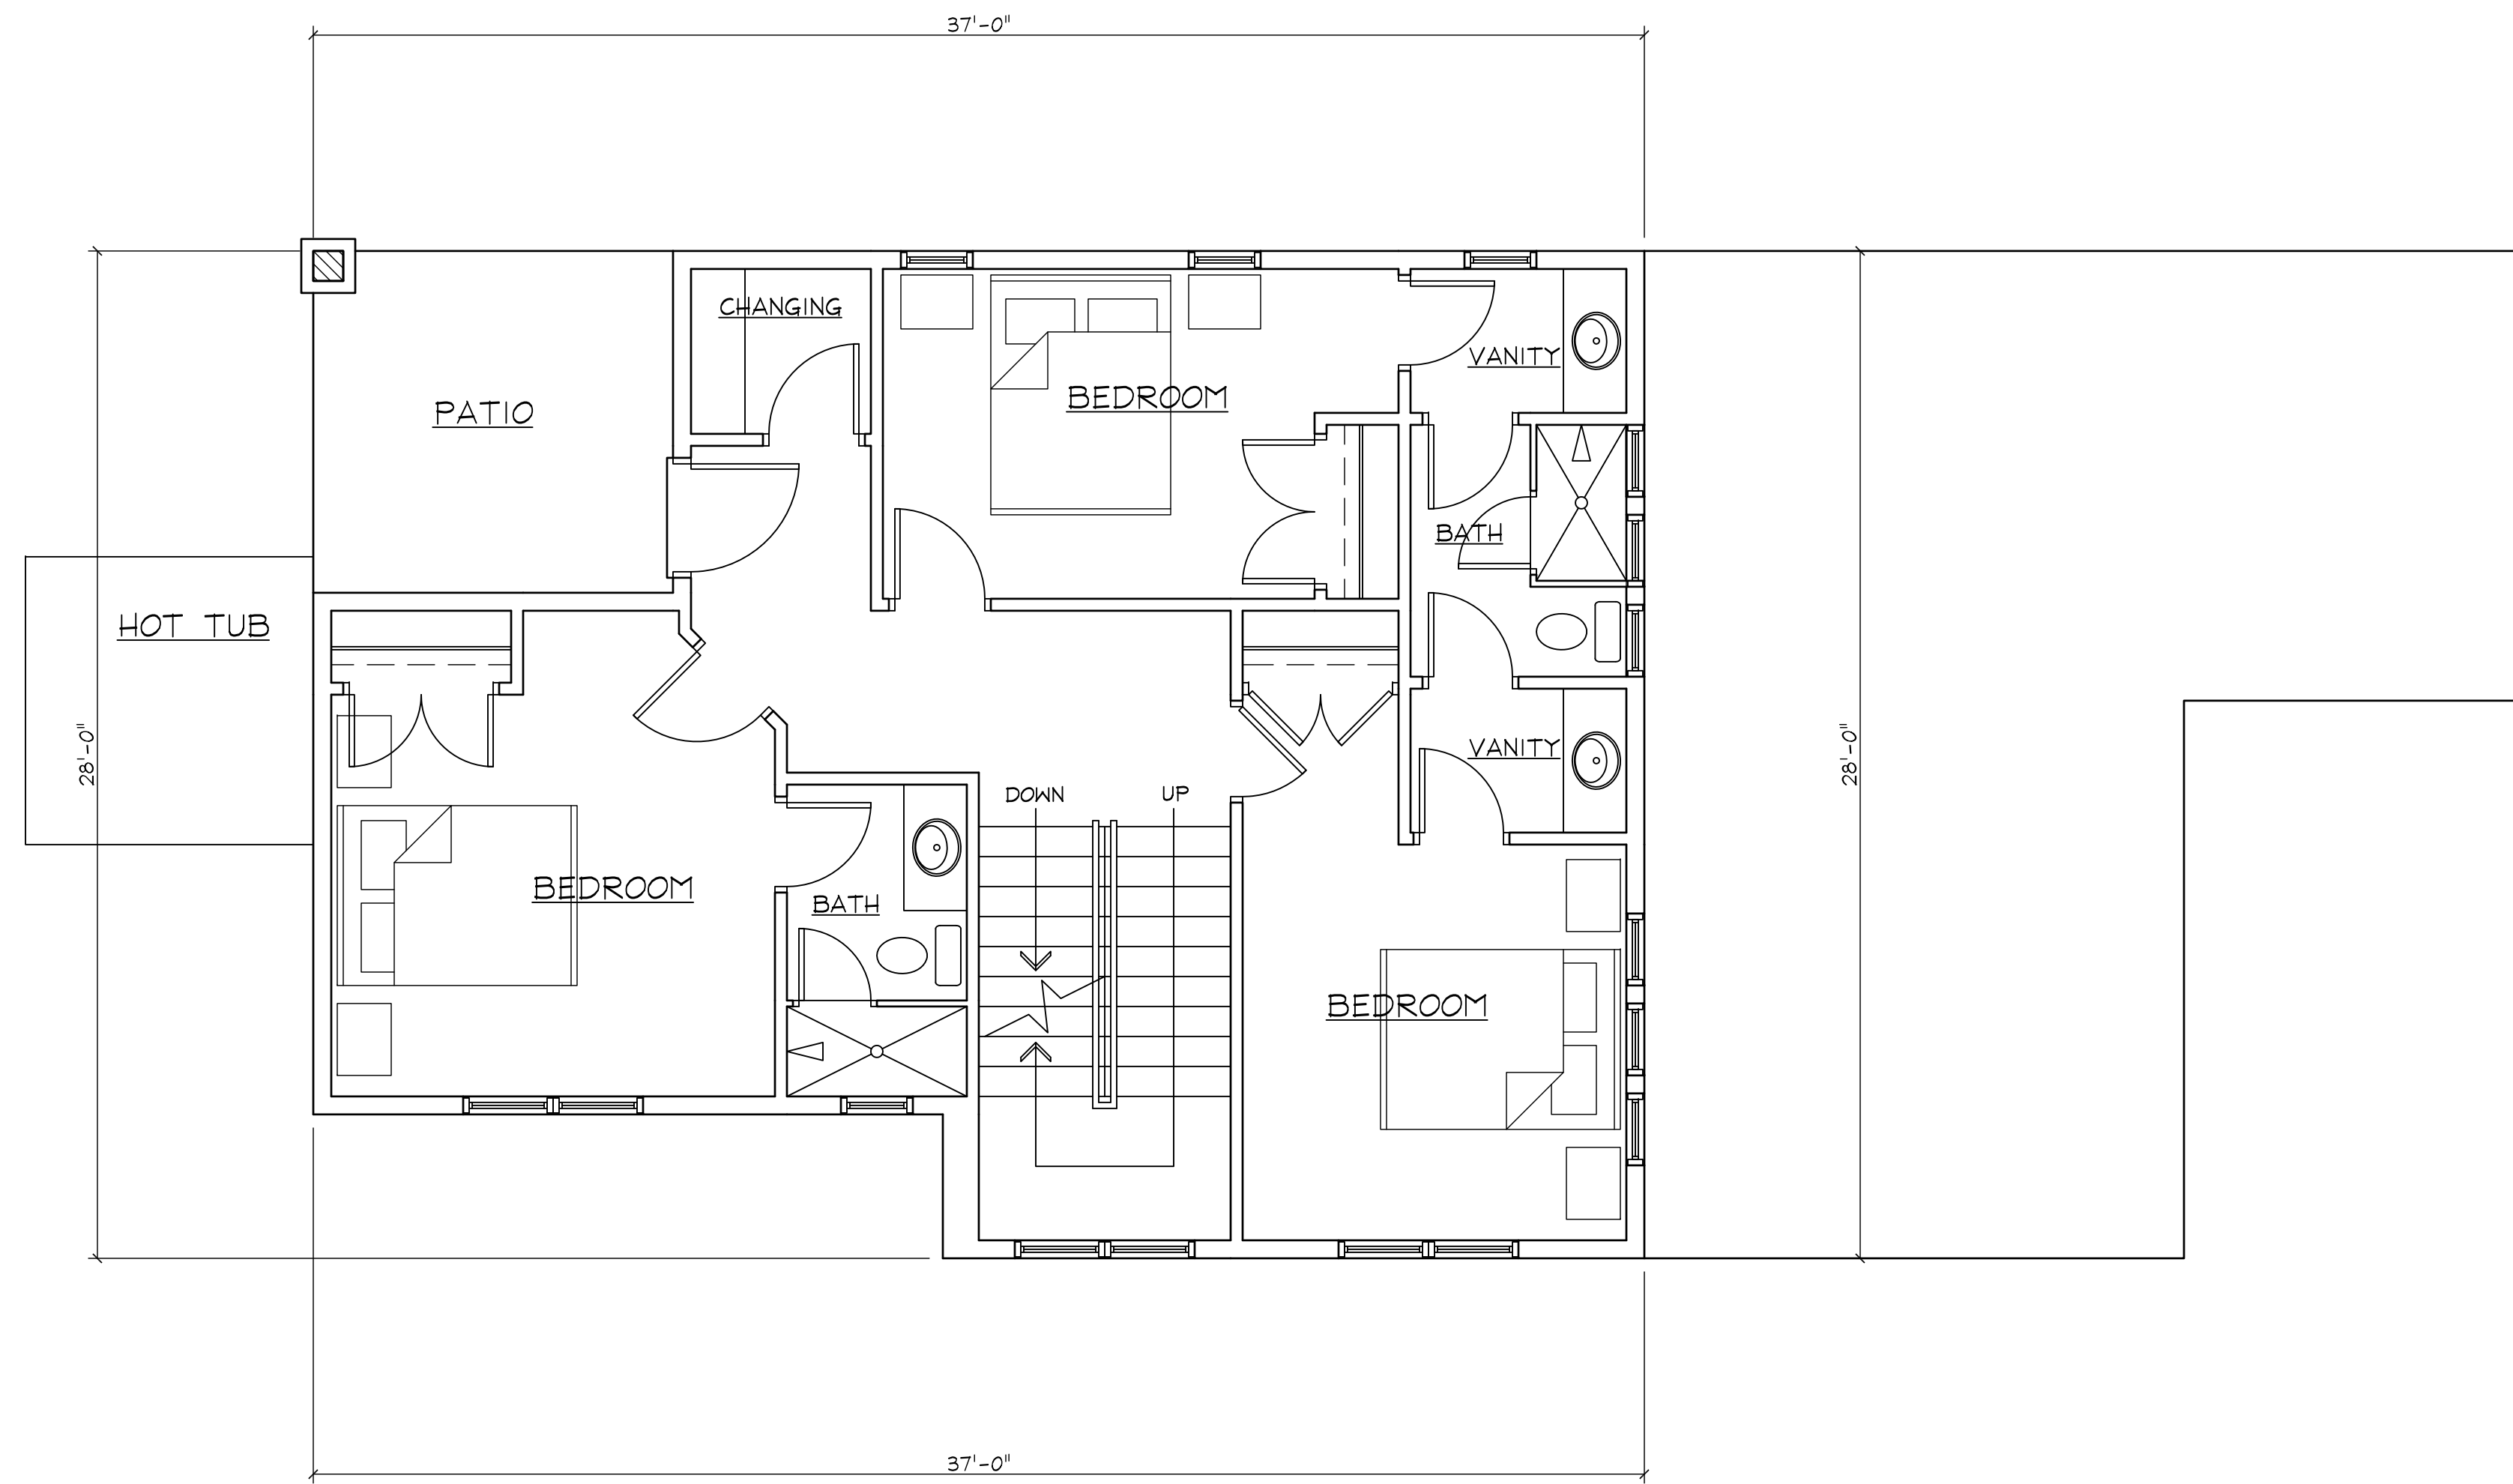 37'-0"
CHANGING
VANITY
BEDROOM
PATIO
BATH
HOT TUB
28'-0"
VANITY
28'-0"
DOWN
UP
BEDROOM
BATH
BEDROOM
37'-0"